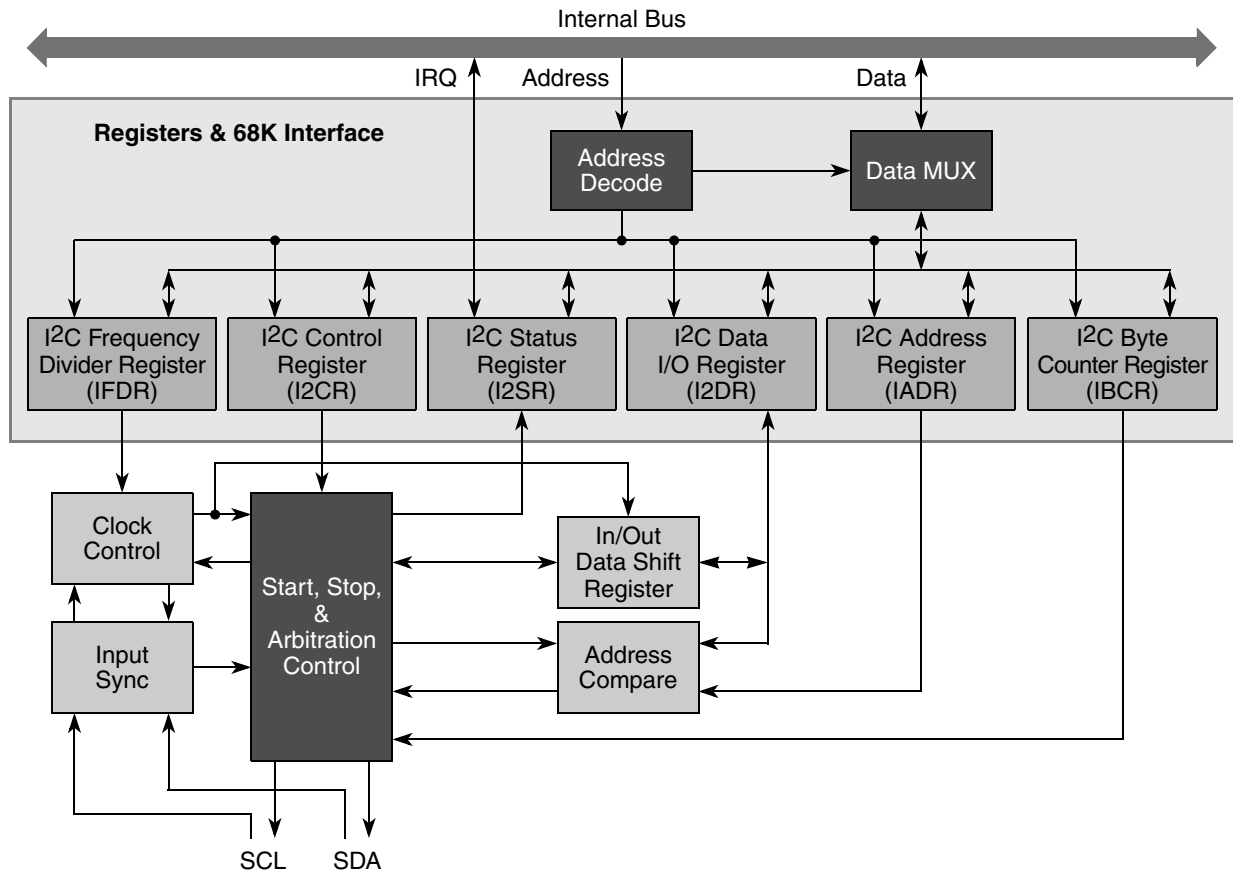 Internal Bus
IRQ
Address
Data
Registers & 68K Interface
Address
Decode
Data MUX
I2C Frequency
Divider Register
(IFDR)
I2C Control
Register
(I2CR)
I2C Status
Register
(I2SR)
I2C Data
I/O Register
(I2DR)
I2C Address
Register
(IADR)
I2C Byte
Counter Register
(IBCR)
Clock
Control
Start, Stop,
&
Arbitration
Control
In/Out
Data Shift
Register
Input
Sync
Address
Compare
SCL
SDA